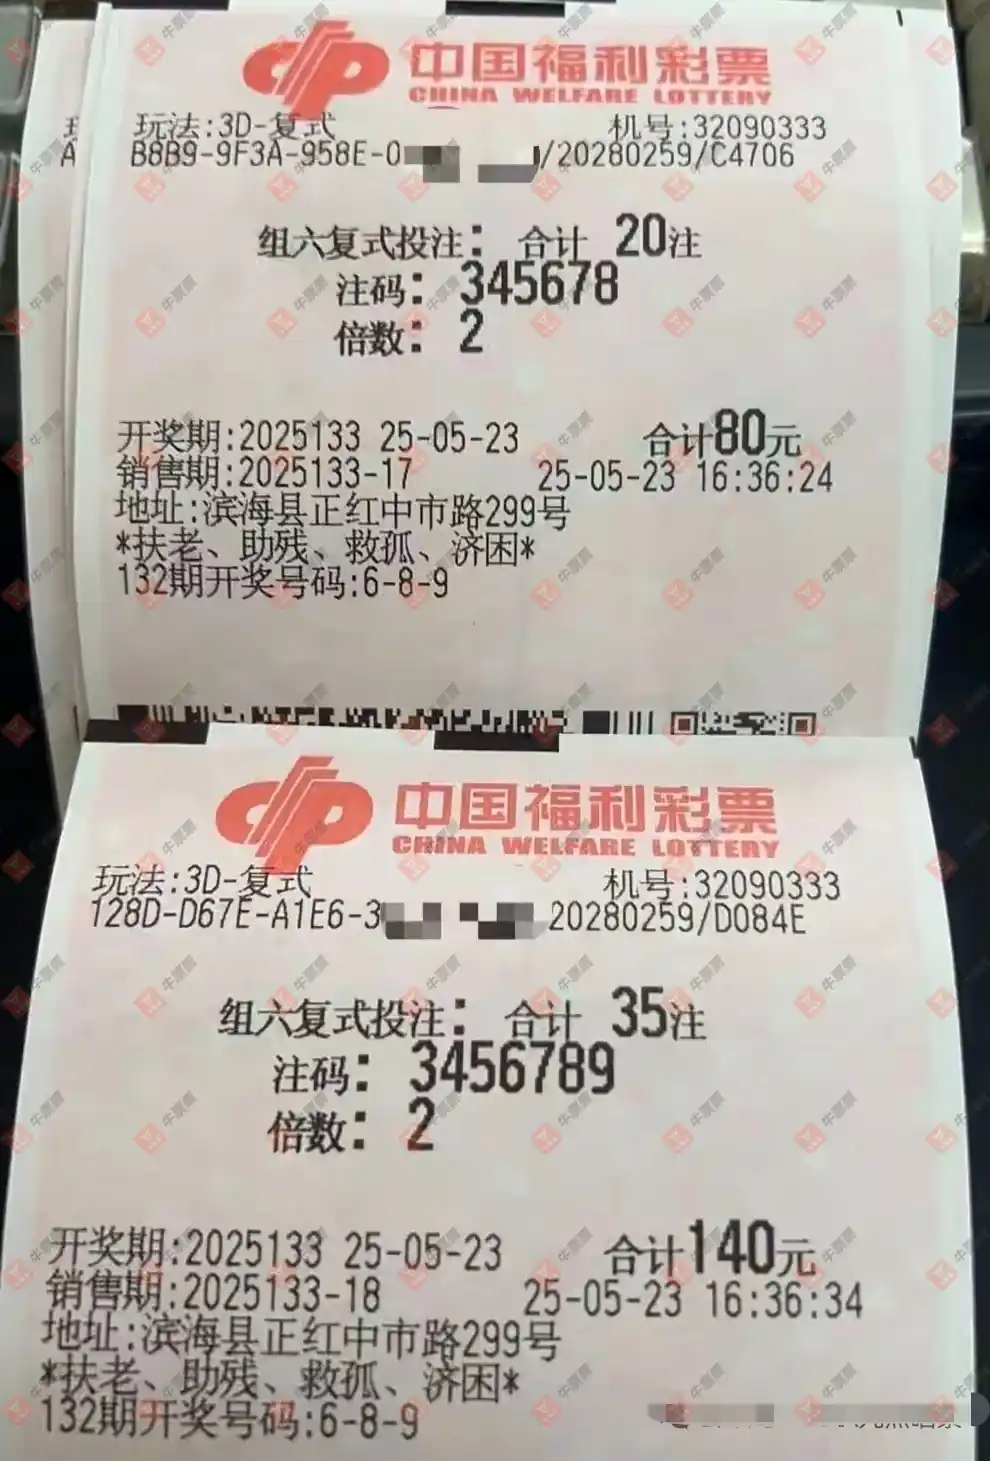 中国福利彩票
CHINA WELFARE LOTTERY
玩法:3D-复式 机号:32090333
B8B9-9F3A-958E-0 /20280259/C4706
组六复式投注: 合计 20注
注码: 345678
倍数: 2
开奖期:2025133 25-05-23 合计80元
销售期:2025133-17 25-05-23 16:36:24
地址:滨海县正红中市路299号
*扶老、助残、救孤、济困*
132期开奖号码:6-8-9
中国福利彩票
CHINA WELFARE LOTTERY
玩法:3D-复式 机号:32090333
128D-D67E-A1E6-3 20280259/D084E
组六复式投注: 合计 35注
注码: 3456789
倍数: 2
开奖期:2025133 25-05-23 合计140元
销售期:2025133-18 25-05-23 16:36:34
地址:滨海县正红中市路299号
*扶老、助残、救孤、济困*
132期开奖号码:6-8-9